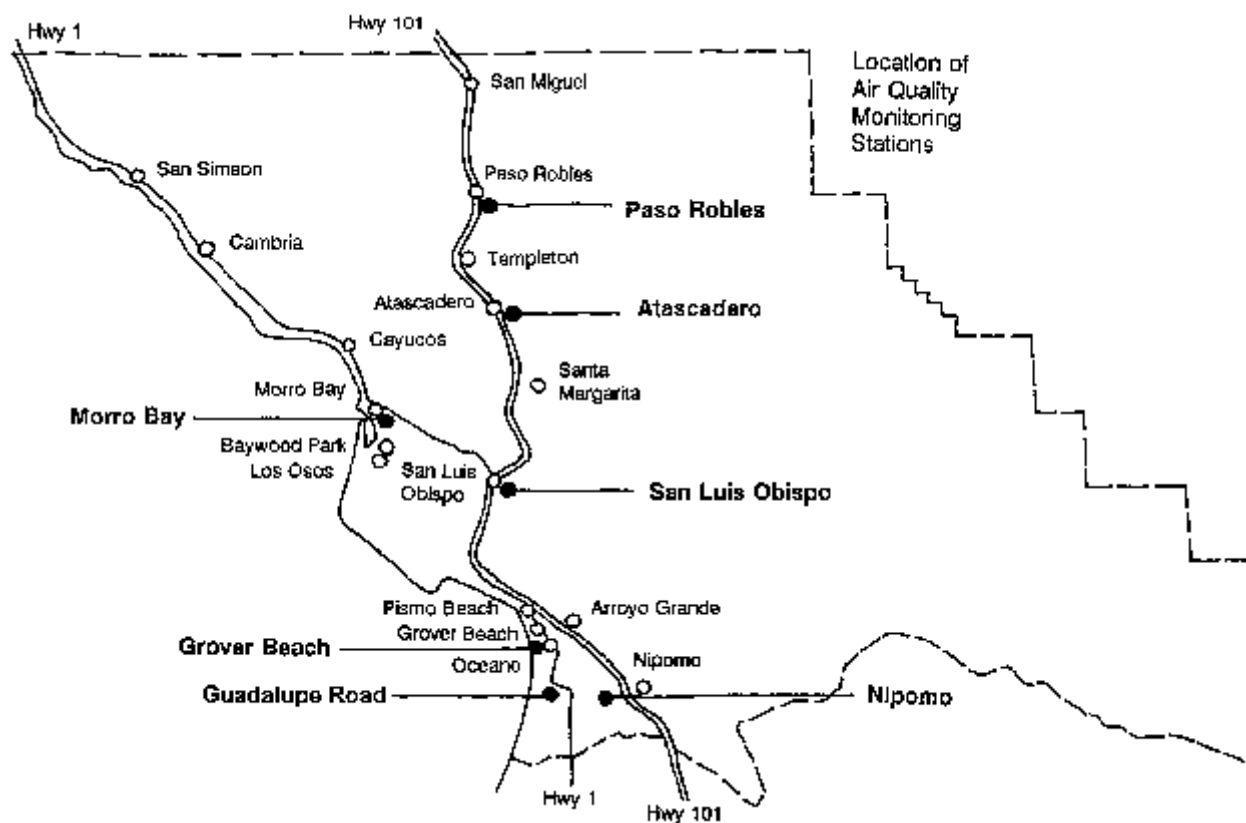 Hwy 1
Hwy 101
Location of
Air Quality
Monitoring
Stations
San Miguel
San Simeon
Paso Robles
Paso Robles
Cambria
Templeton
Atascadero
Atascadero
Cayucos
Santa
Margarita
Morro Bay
Morro Bay
Baywood Park
Los Osos
San Luis
Obispo
San Luis Obispo
Pismo Beach
Arroyo Grande
Grover Beach
Grover Beach
Oceano
Nipomo
Guadalupe Road
Nipomo
Hwy 1
Hwy 101